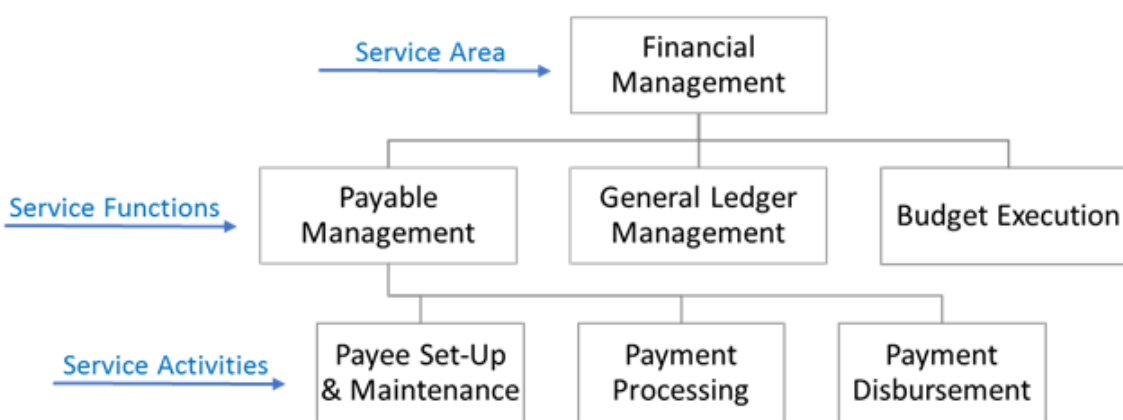 Service Area
Financial
Management
Service Functions
Payable
Management
General Ledger
Management
Budget Execution
Service Activities
Payee Set-Up
& Maintenance
Payment
Processing
Payment
Disbursement